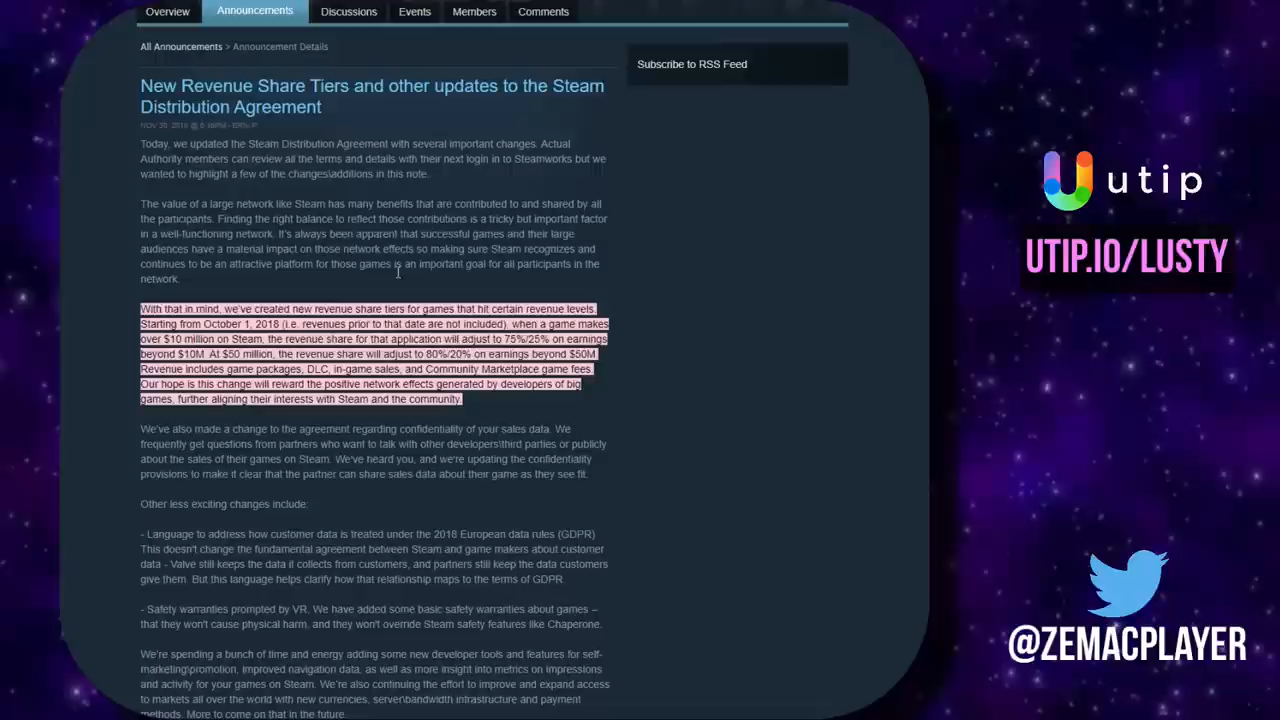 Overview Announcements Discussions Events Members Comments
All Announcements > Announcement Details
Subscribe to RSS Feed
New Revenue Share Tiers and other updates to the Steam
Distribution Agreement
Today, we updated the Steam Distribution Agreement with several important changes. Actual
Authority members can review all the terms and details with their next login in to Steamworks but we
wanted to highlight a few of the changes\additions in this note.
The value of a large network like Steam has many benefits that are contributed to and shared by all
the participants. Finding the right balance to reflect those contributions is a tricky but important factor
in a well-functioning network. It's always been apparent that successful games and their large
audiences have a material impact on those network effects so making sure Steam recognizes and
continues to be an attractive platform for those games is an important goal for all participants in the
network.
With that in mind, we've created new revenue share tiers for games that hit certain revenue levels.
Starting from October 1, 2018 (i.e. revenues prior to that date are not included), when a game makes
over $10 million on Steam, the revenue share for that application will adjust to 75%/25% on earnings
beyond $10M. At $50 million, the revenue share will adjust to 80%/20% on earnings beyond $50M.
Revenue includes game packages, DLC, in-game sales, and Community Marketplace game fees.
Our hope is this change will reward the positive network effects generated by developers of big
games, further aligning their interests with Steam and the community.
We've also made a change to the agreement regarding confidentiality of your sales data. We
frequently get questions from partners who want to talk with other developers\third parties or publicly
about the sales of their games on Steam. We've heard you, and we're updating the confidentiality
provisions to make it clear that the partner can share sales data about their game as they see fit.
Other less exciting changes include:
- Language to address how customer data is treated under the 2018 European data rules (GDPR)
This doesn't change the fundamental agreement between Steam and game makers about customer
data - Valve still keeps the data it collects from customers, and partners still keep the data customers
give them. But this language helps clarify how that relationship maps to the terms of GDPR.
- Safety warranties prompted by VR. We have added some basic safety warranties about games –
that they won't cause physical harm, and they won't override Steam safety features like Chaperone.
We're spending a bunch of time and energy adding some new developer tools and features for self-
marketing\promotion, improved navigation data, as well as more insight into metrics on impressions
and activity for your games on Steam. We're also continuing the effort to improve and expand access
to markets all over the world with new currencies, server\bandwidth infrastructure and payment
methods. More to come on that in the future.
utip
UTIP.IO/LUSTY
@ZEMACPLAYER